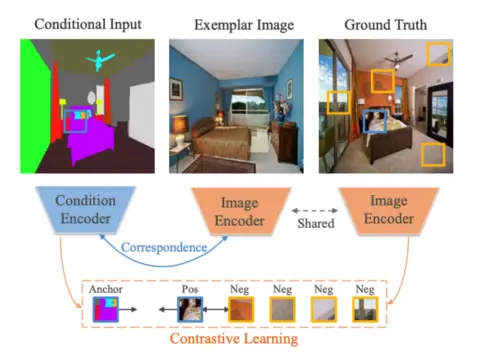 Conditional Input
Exemplar Image
Ground Truth
Condition
Encoder
Image
Encoder
Image
Encoder
Shared
Correspondence
Anchor
Pos
Neg
Neg
Neg
Neg
Contrastive Learning